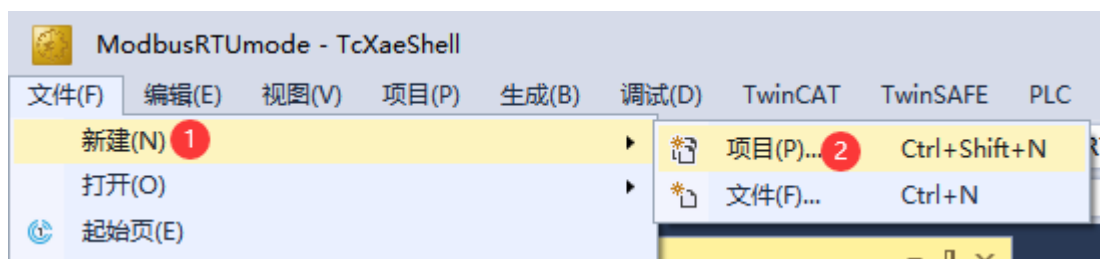 ModbusRTUmode - TcXaeShell
文件(F) 编辑(E) 视图(V) 项目(P) 生成(B) 调试(D) TwinCAT TwinSAFE PLC
新建(N) 1
项目(P)... 2 Ctrl+Shift+N
打开(O)
文件(F)... Ctrl+N
起始页(E)